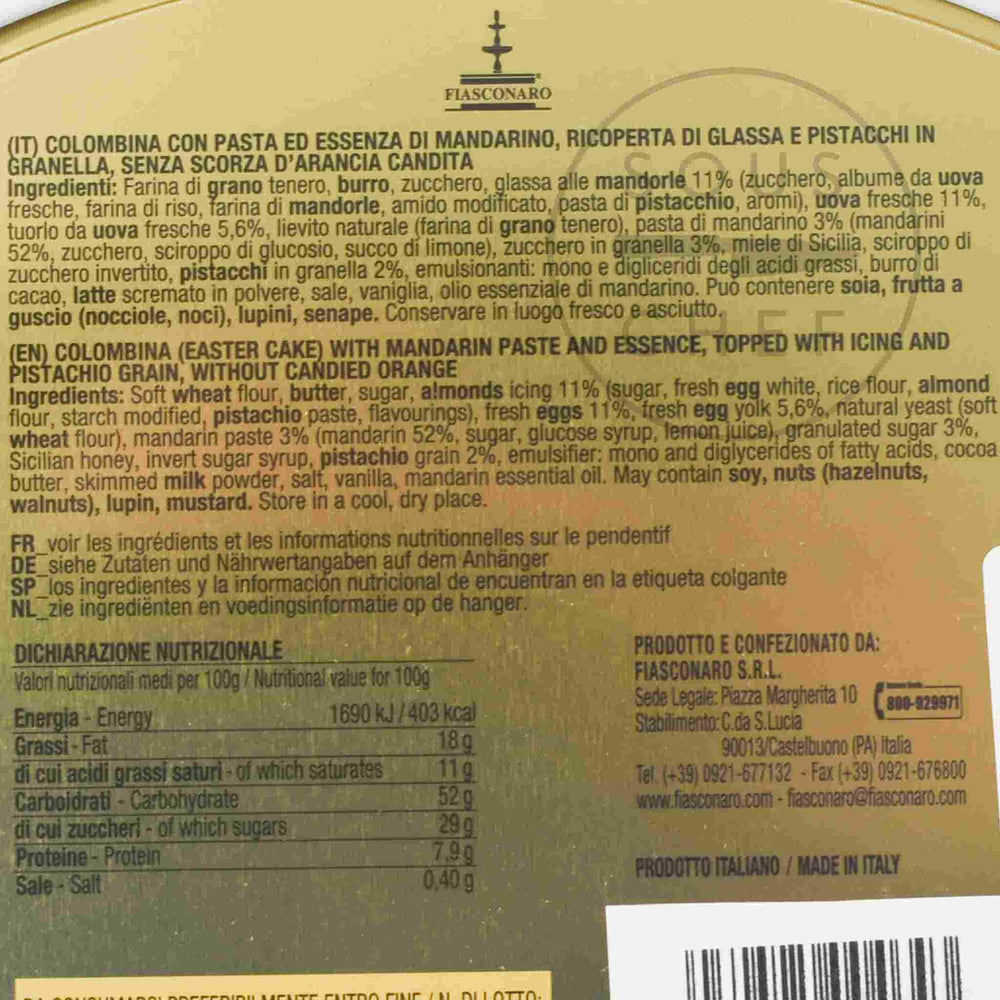 FIASCONARO
(IT) COLOMBINA CON PASTA ED ESSENZA DI MANDARINO, RICOPERTA DI GLASSA E PISTACCHI IN
GRANELLA, SENZA SCORZA D'ARANCIA CANDITA
Ingredienti: Farina di grano tenero, burro, zucchero, glassa alle mandorle 11% (zucchero, albume da uova
fresche, farina di riso, farina di mandorle, amido modificato, pasta di pistacchio, aromi), uova fresche 11%,
tuorlo da uova fresche 5,6%, lievito naturale (farina di grano tenero), pasta di mandarino 3% (mandarini
52%, zucchero, sciroppo di glucosio, succo di limone), zucchero in granella 3%, miele di Sicilia, sciroppo di
zucchero invertito, pistacchi in granella 2%, emulsionanti: mono e digliceridi degli acidi grassi, burro di
cacao, latte scremato in polvere, sale, vaniglia, olio essenziale di mandarino. Può contenere soia, frutta a
guscio (nocciole, noci), lupini, senape. Conservare in luogo fresco e asciutto.
(EN) COLOMBINA (EASTER CAKE) WITH MANDARIN PASTE AND ESSENCE, TOPPED WITH ICING AND
PISTACHIO GRAIN, WITHOUT CANDIED ORANGE
Ingredients: Soft wheat flour, butter, sugar, almonds icing 11% (sugar, fresh egg white, rice flour, almond
flour, starch modified, pistachio paste, flavourings), fresh eggs 11%, fresh egg yolk 5,6%, natural yeast (soft
wheat flour), mandarin paste 3% (mandarin 52%, sugar, glucose syrup, lemon juice), granulated sugar 3%,
Sicilian honey, invert sugar syrup, pistachio grain 2%, emulsifier: mono and diglycerides of fatty acids, cocoa
butter, skimmed milk powder, salt, vanilla, mandarin essential oil. May contain soy, nuts (hazelnuts,
walnuts), lupin, mustard. Store in a cool, dry place.
SOUS
CHEF
FR_voir les ingrédients et les informations nutritionnelles sur le pendentif
DE_siehe Zutaten und Nährwertangaben auf dem Anhänger
SP_los ingredientes y la información nutricional de encuentran en la etiqueta colgante
NL_zie ingrediënten en voedingsinformatie op de hanger.
DICHIARAZIONE NUTRIZIONALE
Valori nutrizionali medi per 100g / Nutritional value for 100g
Energia - Energy 1690 kJ / 403 kcal
Grassi - Fat 18 g
di cui acidi grassi saturi - of which saturates 11 g
Carboidrati - Carbohydrate 52 g
di cui zuccheri - of which sugars 29 g
Proteine - Protein 7,9 g
Sale - Salt 0,40 g
PRODOTTO E CONFEZIONATO DA:
FIASCONARO S.R.L.
Sede Legale: Piazza Margherita 10
800-929971
Stabilimento: C.da S.Lucia
90013/Castelbuono (PA) Italia
Tel. (+39) 0921-677132 - Fax (+39) 0921-676800
www.fiasconaro.com - fiasconaro@fiasconaro.com
PRODOTTO ITALIANO / MADE IN ITALY
DA CONSUMARSI PREFERIBILMENTE ENTRO FINE / N. DI LOTTO: